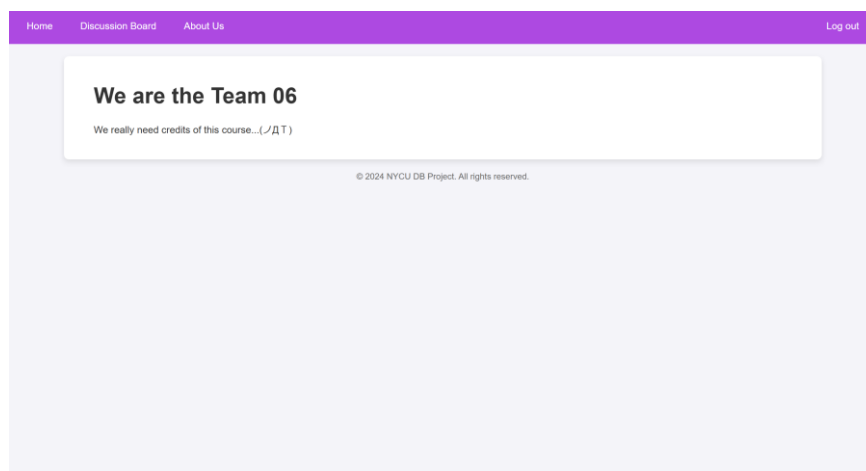 Home Discussion Board About Us Log out
We are the Team 06
We really need credits of this course...(ノДT)
© 2024 NYCU DB Project. All rights reserved.